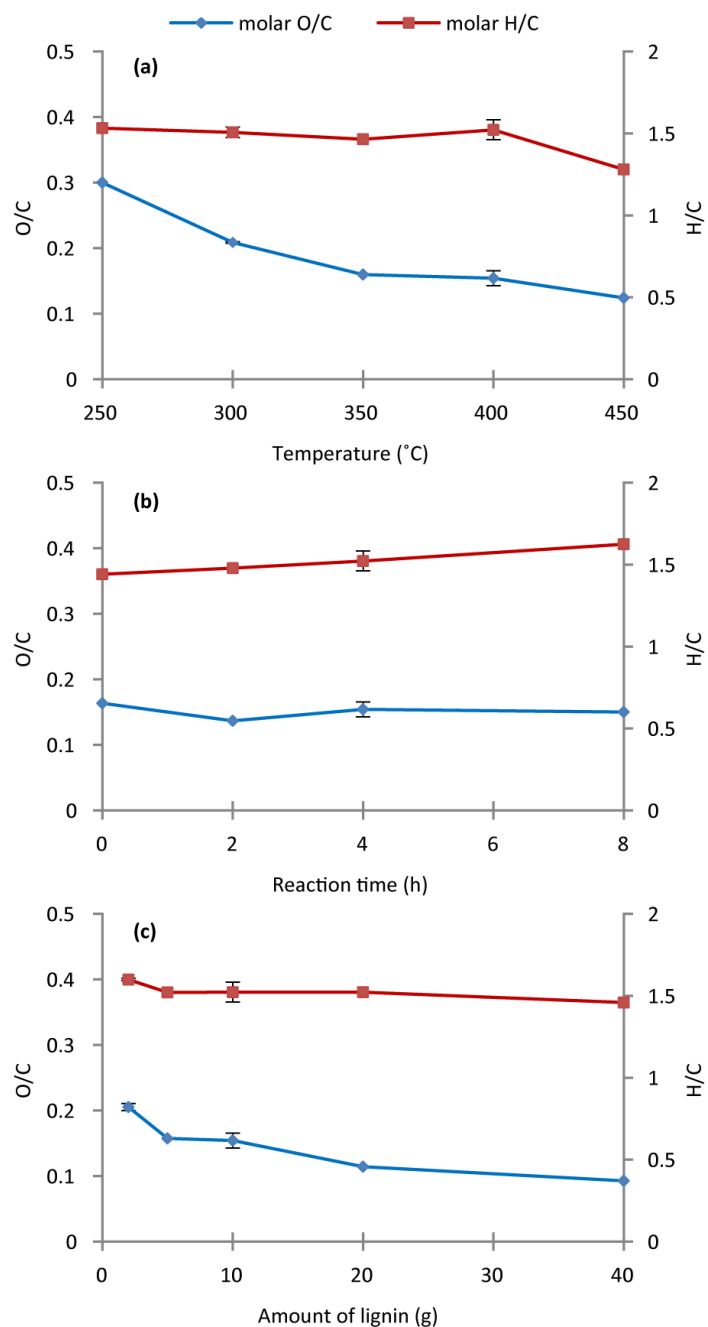 molar O/C molar H/C
(a)
0.5 2
0.4 1.5
0.3
O/C 1 H/C
0.2
0.1 0.5
0 0
250 300 350 400 450
Temperature (˚C)
(b)
0.5 2
0.4 1.5
0.3
O/C 1 H/C
0.2
0.1 0.5
0 0
0 2 4 6 8
Reaction time (h)
(c)
0.5 2
0.4 1.5
0.3
O/C 1 H/C
0.2
0.1 0.5
0 0
0 10 20 30 40
Amount of lignin (g)